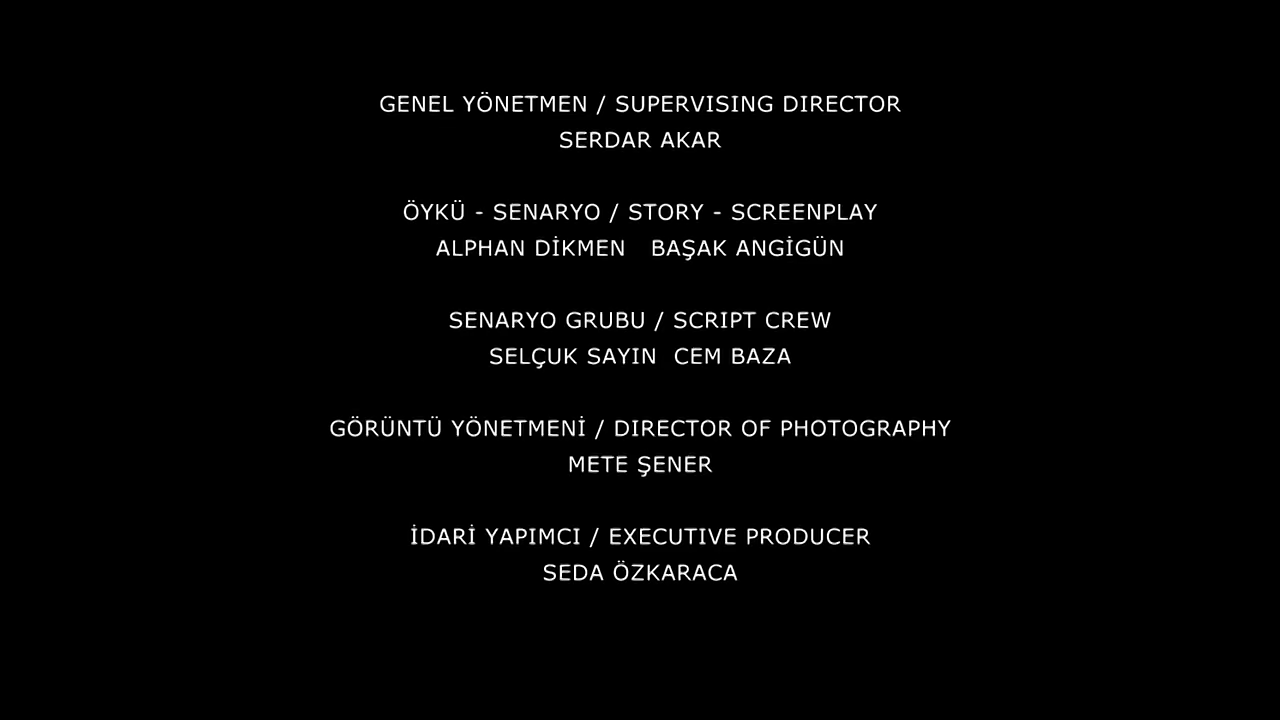 GENEL YÖNETMEN / SUPERVISING DIRECTOR
SERDAR AKAR
ÖYKÜ - SENARYO / STORY - SCREENPLAY
ALPHAN DİKMEN BAŞAK ANGİGÜN
SENARYO GRUBU / SCRIPT CREW
SELÇUK SAYIN CEM BAZA
GÖRÜNTÜ YÖNETMENİ / DIRECTOR OF PHOTOGRAPHY
METE ŞENER
İDARİ YAPIMCI / EXECUTIVE PRODUCER
SEDA ÖZKARACA